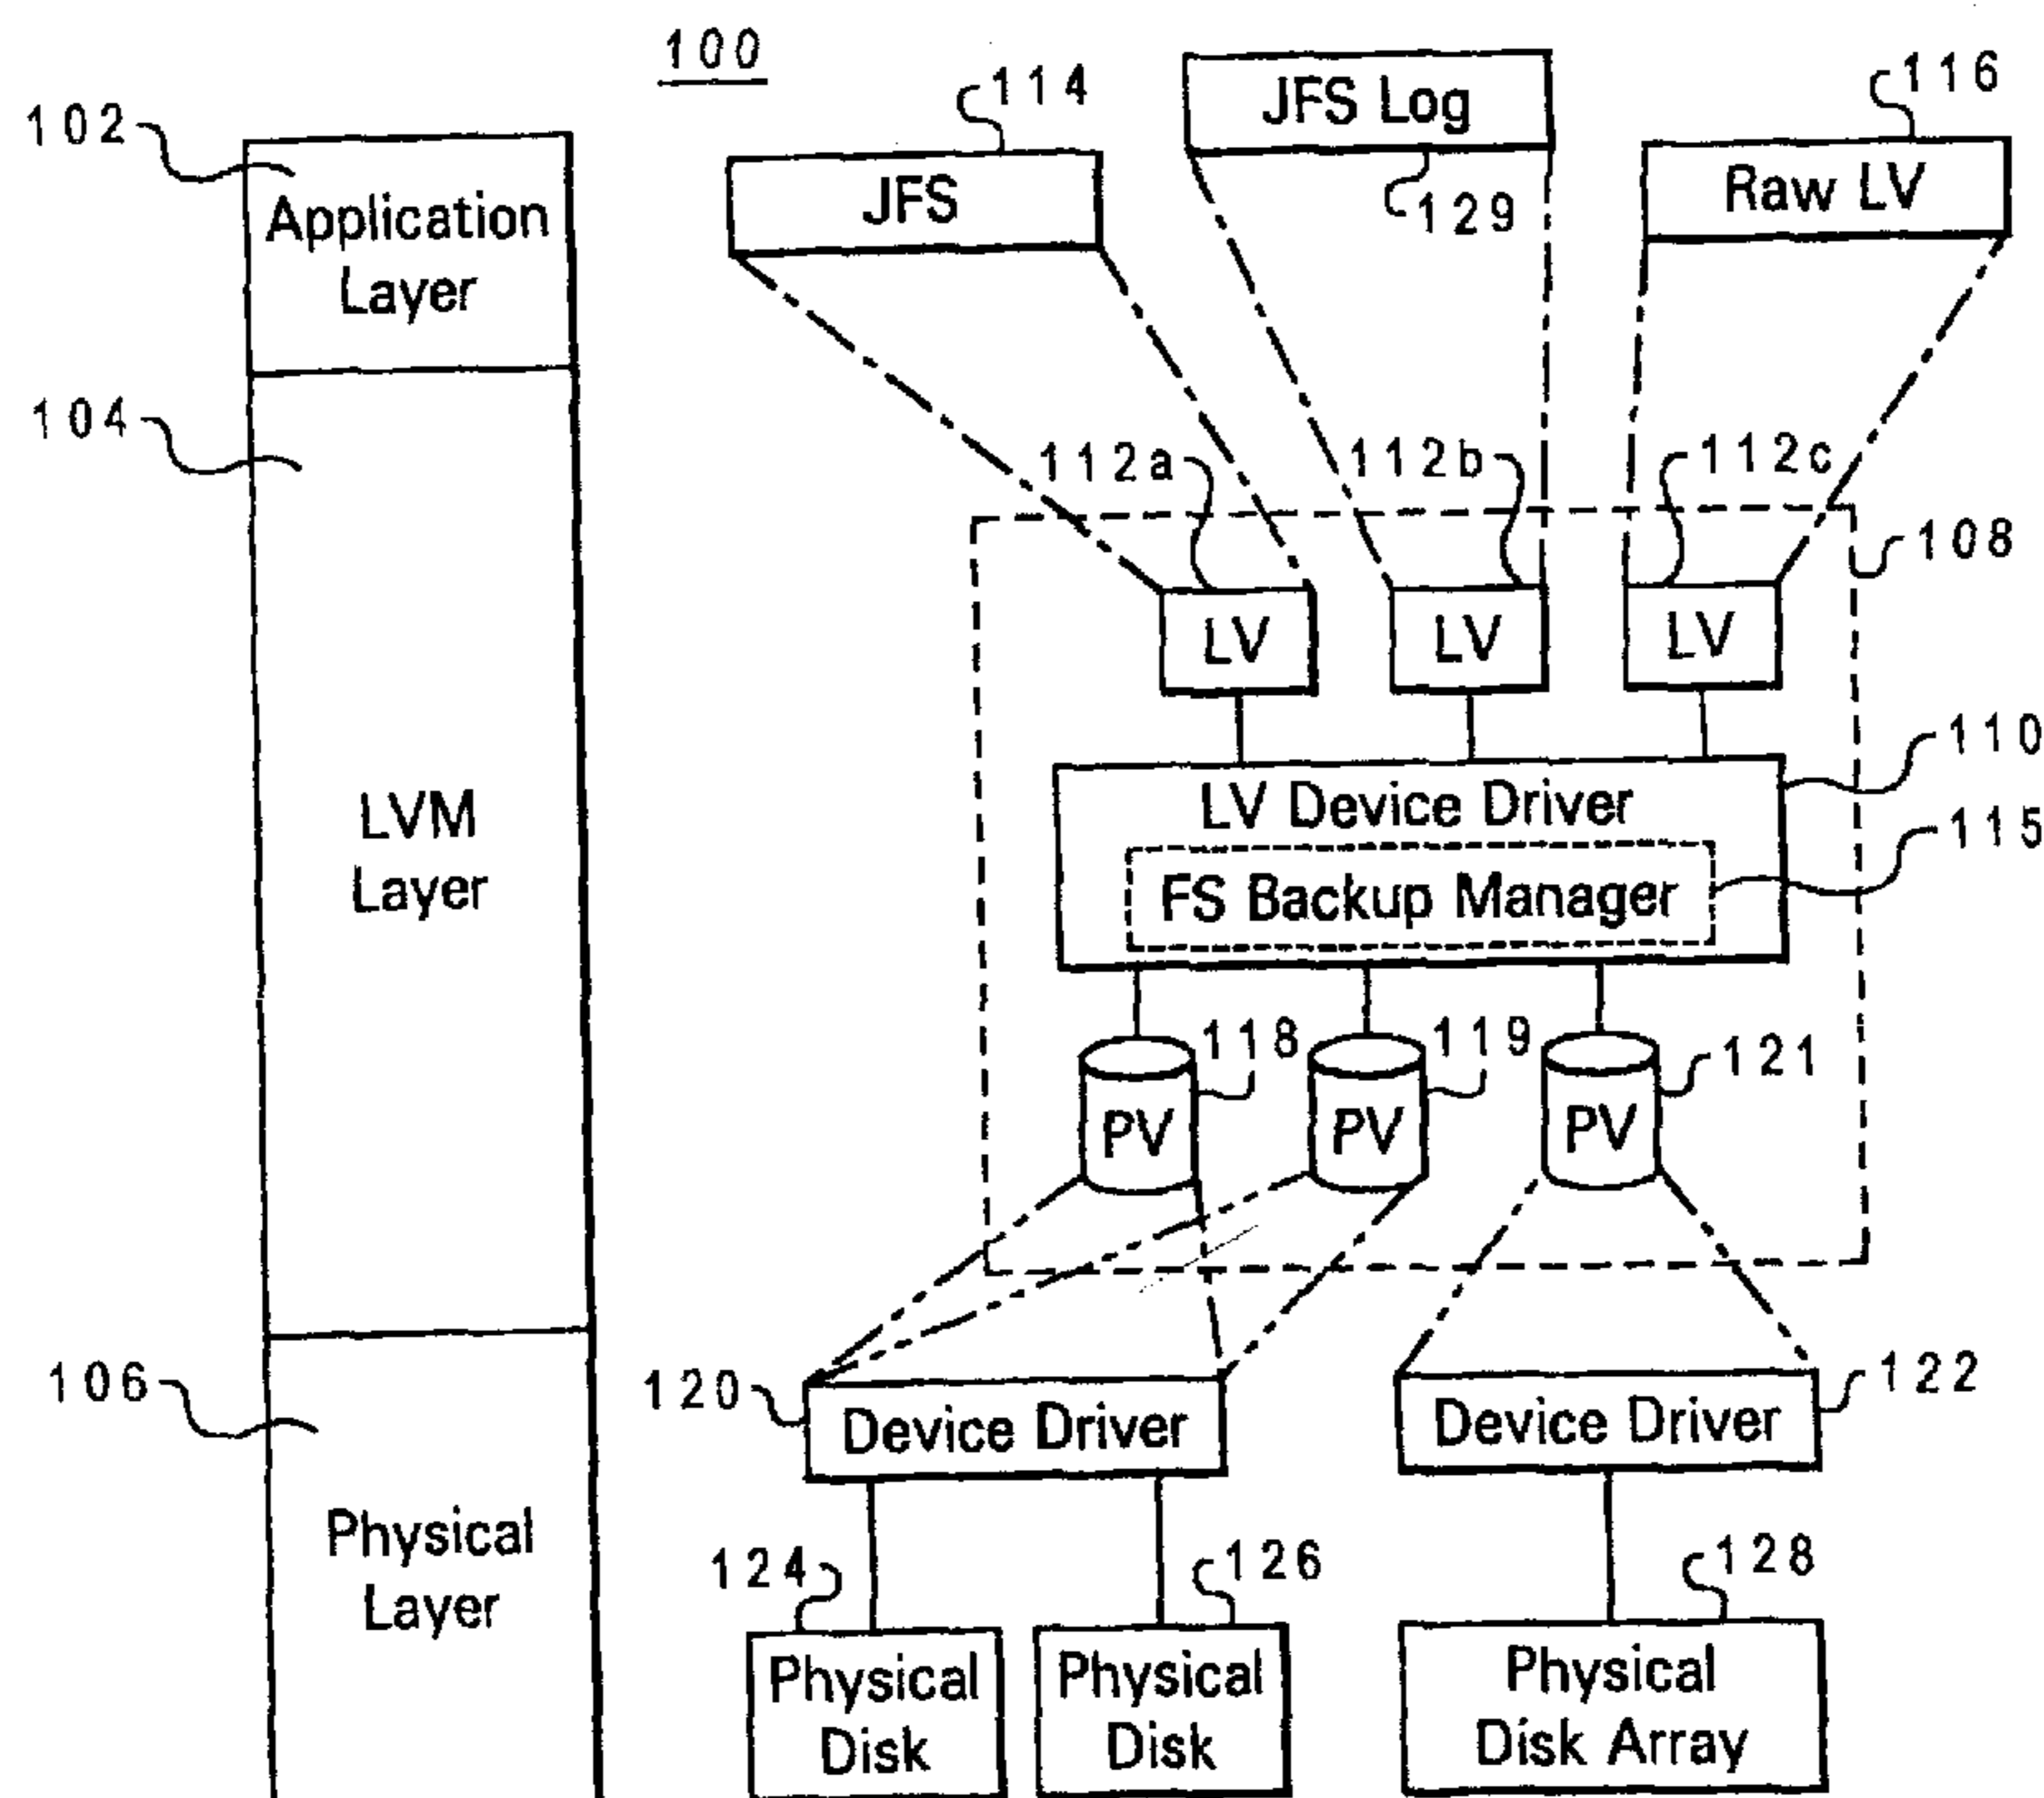 100
102
Application
Layer
104
LVM
Layer
106
Physical
Layer
114
JFS
JFS Log
129
116
Raw LV
112a
112b
112c
108
LV
LV
LV
110
LV Device Driver
115
FS Backup Manager
118
119
121
PV
PV
PV
120
Device Driver
122
Device Driver
124
126
128
Physical
Disk
Physical
Disk
Physical
Disk Array